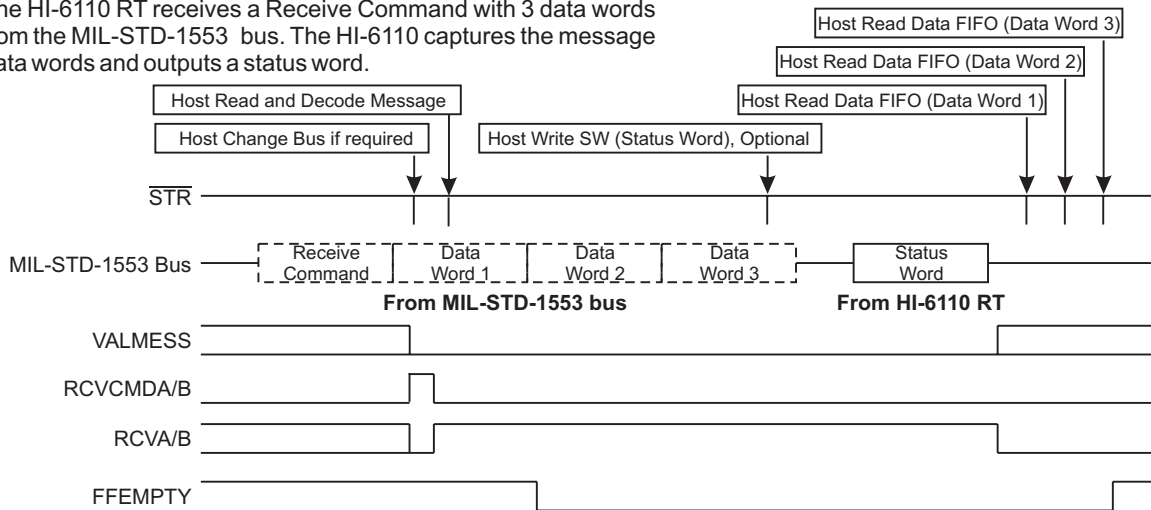 he HI-6110 RT receives a Receive Command with 3 data words
om the MIL-STD-1553 bus. The HI-6110 captures the message
ata words and outputs a status word.
Host Read Data FIFO (Data Word 3)
Host Read Data FIFO (Data Word 2)
Host Read and Decode Message
Host Read Data FIFO (Data Word 1)
Host Change Bus if required
Host Write SW (Status Word), Optional
STR
MIL-STD-1553 Bus
Receive
Command
Data
Word 1
Data
Word 2
Data
Word 3
Status
Word
From MIL-STD-1553 bus
From HI-6110 RT
VALMESS
RCVCMDA/B
RCVA/B
FFEMPTY